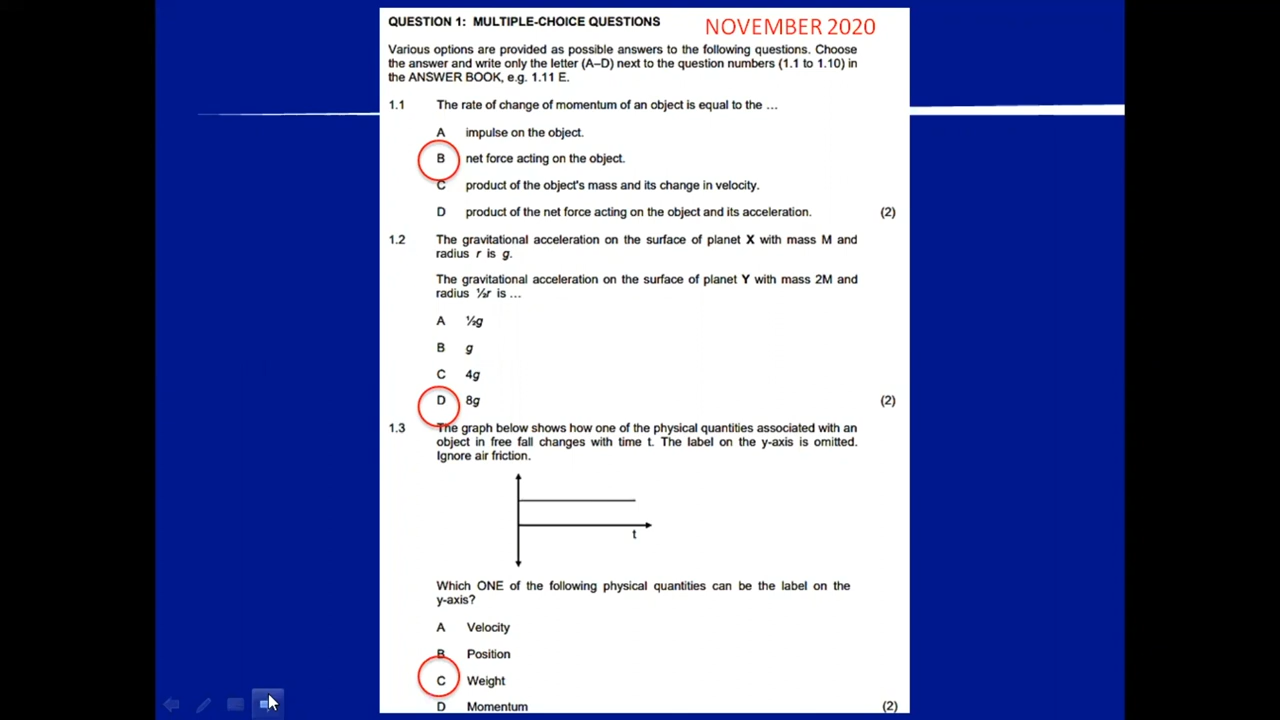 QUESTION 1: MULTIPLE-CHOICE QUESTIONS
NOVEMBER 2020
Various options are provided as possible answers to the following questions. Choose
the answer and write only the letter (A–D) next to the question numbers (1.1 to 1.10) in
the ANSWER BOOK, e.g. 1.11 E.
1.1 The rate of change of momentum of an object is equal to the ...
A impulse on the object.
B net force acting on the object.
C product of the object's mass and its change in velocity.
D product of the net force acting on the object and its acceleration. (2)
1.2 The gravitational acceleration on the surface of planet X with mass M and
radius r is g.
The gravitational acceleration on the surface of planet Y with mass 2M and
radius ½r is ...
A ½g
B g
C 4g
D 8g (2)
1.3 The graph below shows how one of the physical quantities associated with an
object in free fall changes with time t. The label on the y-axis is omitted.
Ignore air friction.
t
Which ONE of the following physical quantities can be the label on the
y-axis?
A Velocity
B Position
C Weight
D Momentum (2)